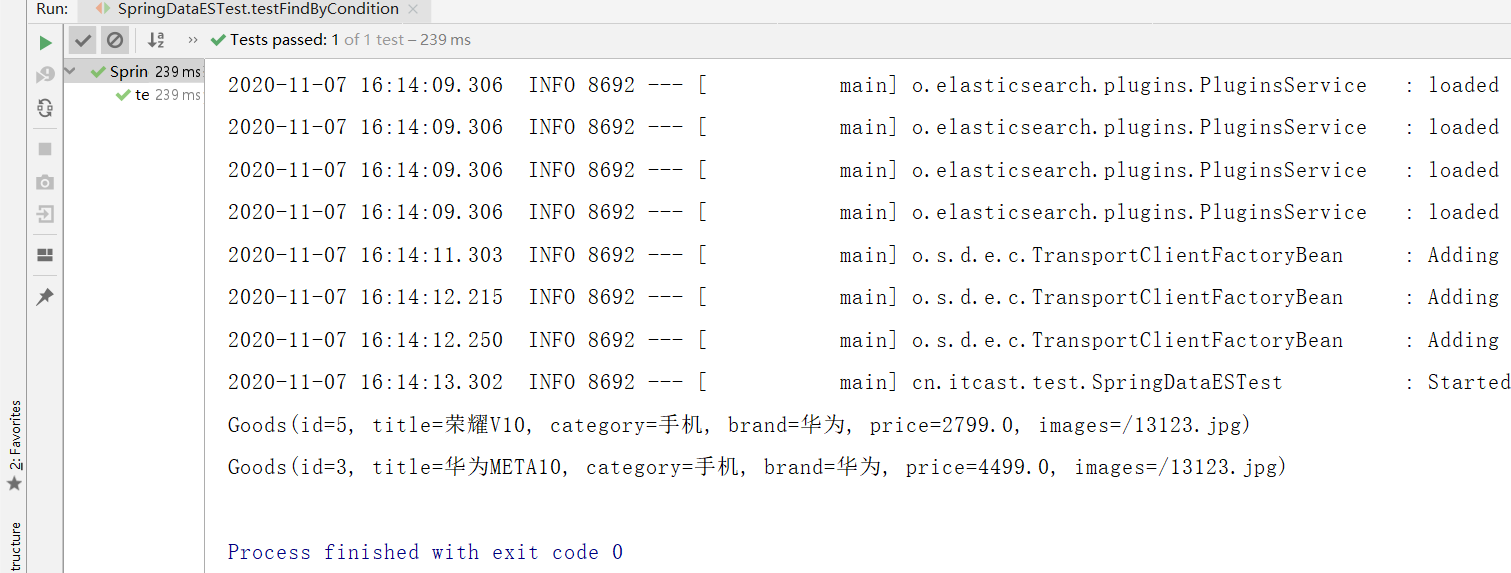 Run: SpringDataESTest.testFindByCondition ×
» Tests passed: 1 of 1 test – 239 ms
Sprin 239 ms
te 239 ms
2020-11-07 16:14:09.306  INFO 8692 --- [           main] o.elasticsearch.plugins.PluginsService   : loaded
2020-11-07 16:14:09.306  INFO 8692 --- [           main] o.elasticsearch.plugins.PluginsService   : loaded
2020-11-07 16:14:09.306  INFO 8692 --- [           main] o.elasticsearch.plugins.PluginsService   : loaded
2020-11-07 16:14:09.306  INFO 8692 --- [           main] o.elasticsearch.plugins.PluginsService   : loaded
2020-11-07 16:14:11.303  INFO 8692 --- [           main] o.s.d.e.c.TransportClientFactoryBean     : Adding
2020-11-07 16:14:12.215  INFO 8692 --- [           main] o.s.d.e.c.TransportClientFactoryBean     : Adding
2020-11-07 16:14:12.250  INFO 8692 --- [           main] o.s.d.e.c.TransportClientFactoryBean     : Adding
2020-11-07 16:14:13.302  INFO 8692 --- [           main] cn.itcast.test.SpringDataESTest          : Started
Goods(id=5, title=荣耀V10, category=手机, brand=华为, price=2799.0, images=/13123.jpg)
Goods(id=3, title=华为META10, category=手机, brand=华为, price=4499.0, images=/13123.jpg)
Process finished with exit code 0
2: Favorites
tructure